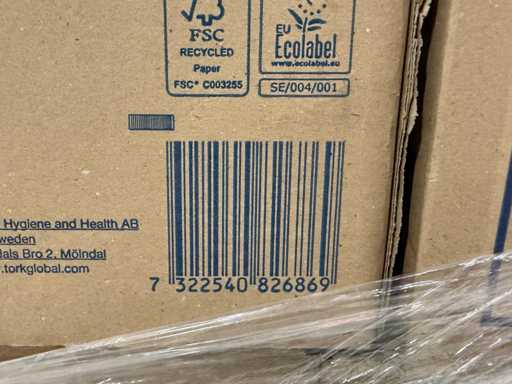 FSC
RECYCLED
Paper
FSC® C003255
EU
Ecolabel
www.ecolabel.eu
SE/004/001
Hygiene and Health AB
weden
Bro 2, Mölndal
.torkglobal.com
7 322540 826869